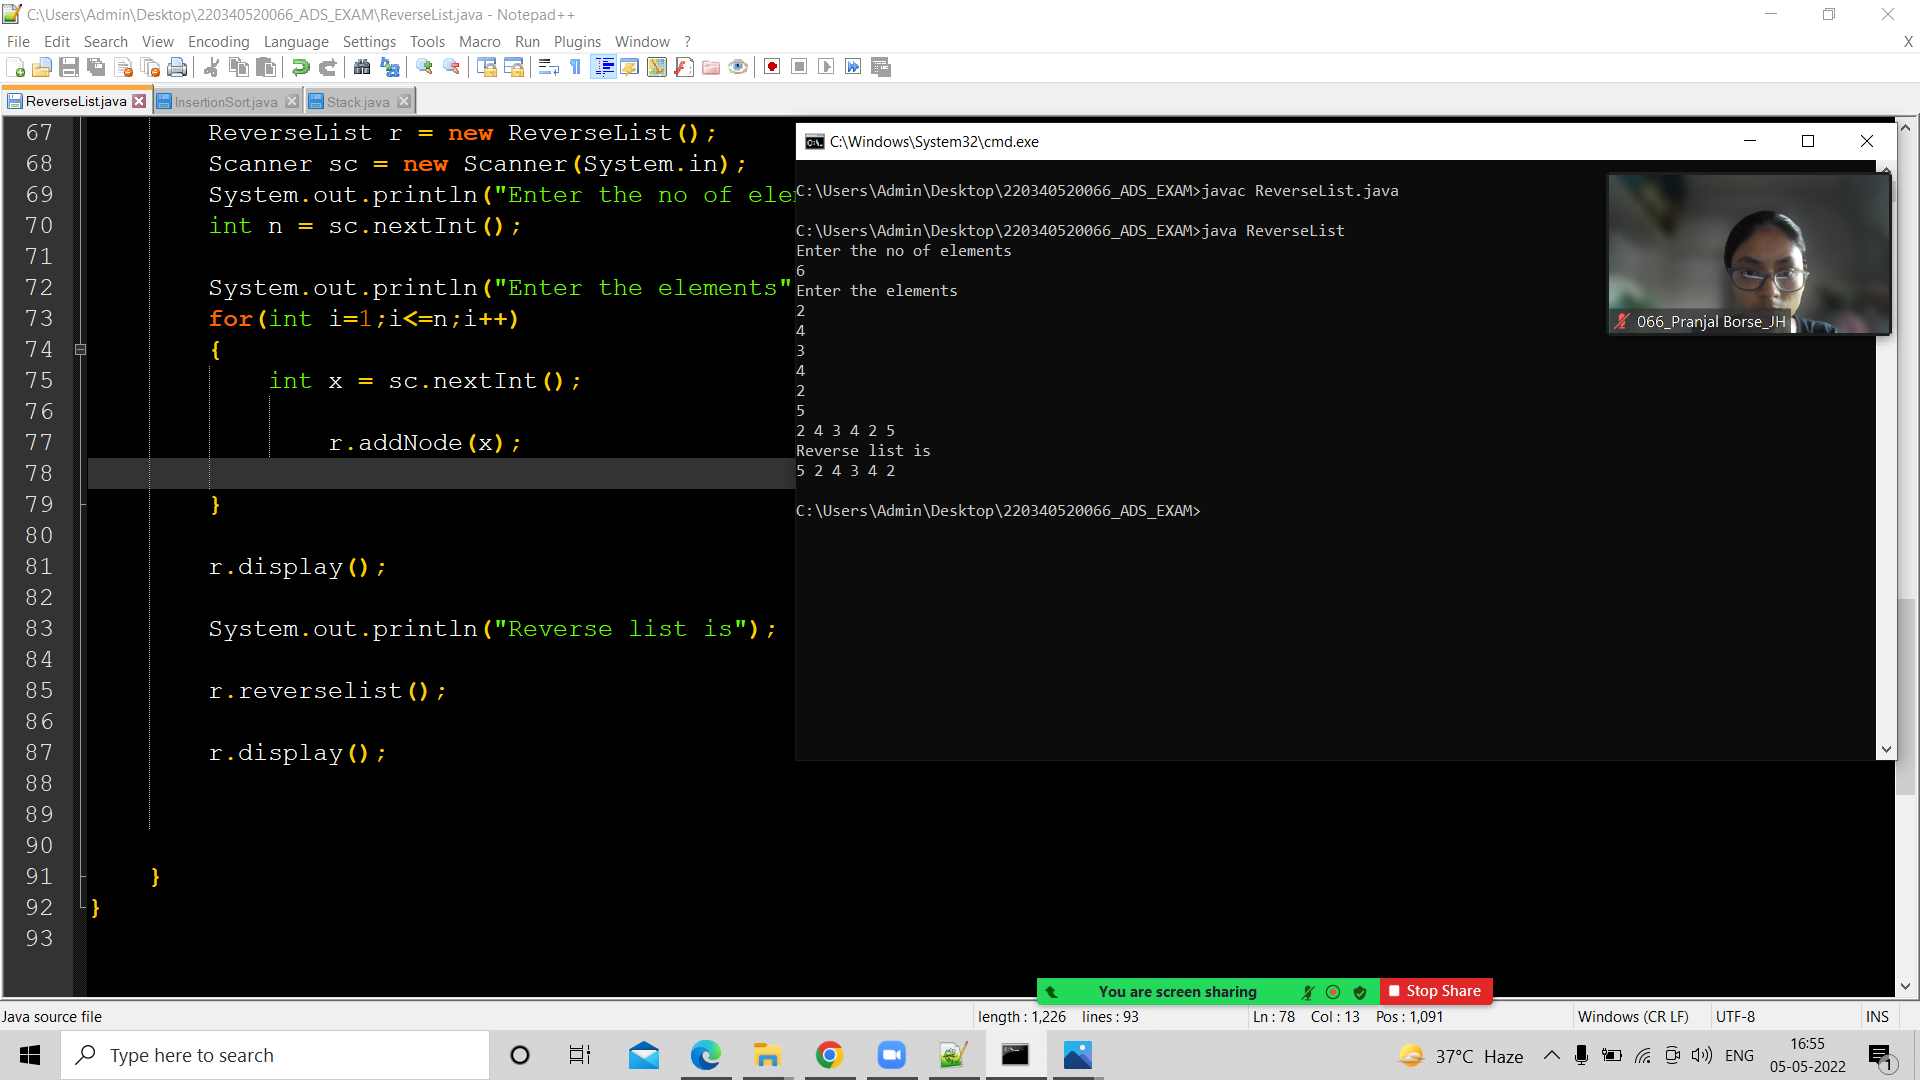 C:\Users\Admin\Desktop\220340520066_ADS_EXAM\ReverseList.java - Notepad++
File Edit Search View Encoding Language Settings Tools Macro Run Plugins Window ? X
ReverseList.java InsertionSort.java Stack.java
67 ReverseList r = new ReverseList();
68 Scanner sc = new Scanner(System.in);
69 System.out.println("Enter the no of ele
70 int n = sc.nextInt();
71
72 System.out.println("Enter the elements"
73 for(int i=1;i<=n;i++)
74 {
75 int x = sc.nextInt();
76
77 r.addNode(x);
78
79 }
80
81 r.display();
82
83 System.out.println("Reverse list is");
84
85 r.reverselist();
86
87 r.display();
88
89
90
91 }
92 }
93
C:\Windows\System32\cmd.exe
C:\Users\Admin\Desktop\220340520066_ADS_EXAM>javac ReverseList.java
C:\Users\Admin\Desktop\220340520066_ADS_EXAM>java ReverseList
Enter the no of elements
6
Enter the elements
2
4
3
4
2
5
2 4 3 4 2 5
Reverse list is
5 2 4 3 4 2
C:\Users\Admin\Desktop\220340520066_ADS_EXAM>
066_Pranjal Borse_JH
You are screen sharing Stop Share
Java source file length : 1,226 lines : 93 Ln : 78 Col : 13 Pos : 1,091 Windows (CR LF) UTF-8 INS
Type here to search 37°C Haze ENG 16:55 1
05-05-2022